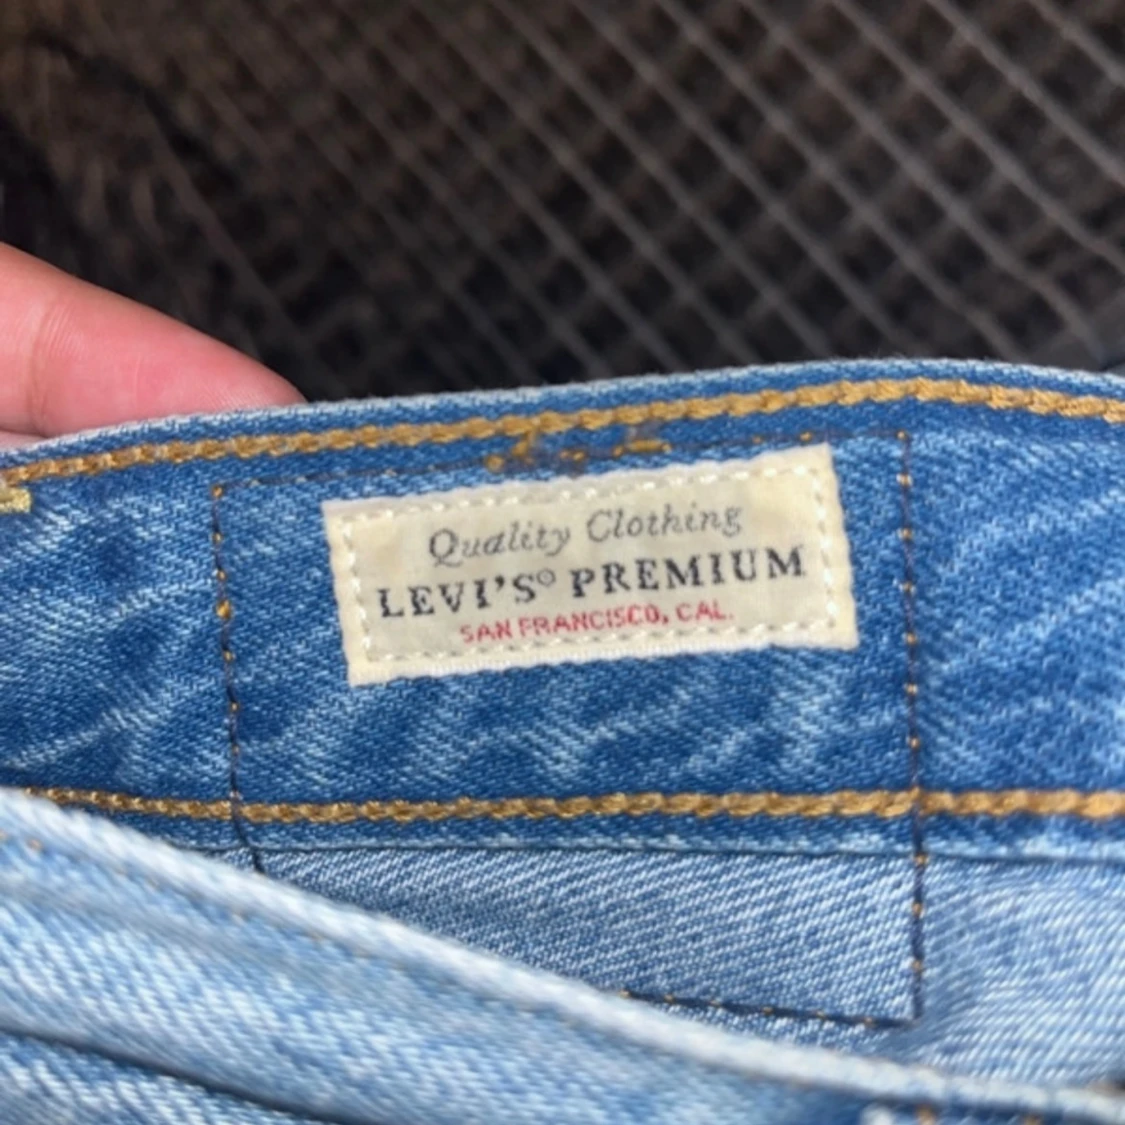 Quality Clothing
LEVI'S® PREMIUM
SAN FRANCISCO, CAL.